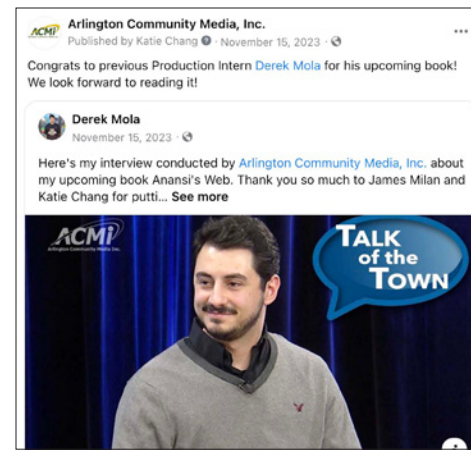 ACMi
Arlington Community Media, Inc.
Published by Katie Chang · November 15, 2023 ·
Congrats to previous Production Intern Derek Mola for his upcoming book!
We look forward to reading it!
Derek Mola
November 15, 2023 ·
Here's my interview conducted by Arlington Community Media, Inc. about
my upcoming book Anansi's Web. Thank you so much to James Milan and
Katie Chang for putti... See more
ACMi
Arlington Community Media Inc.
TALK
of the
TOWN